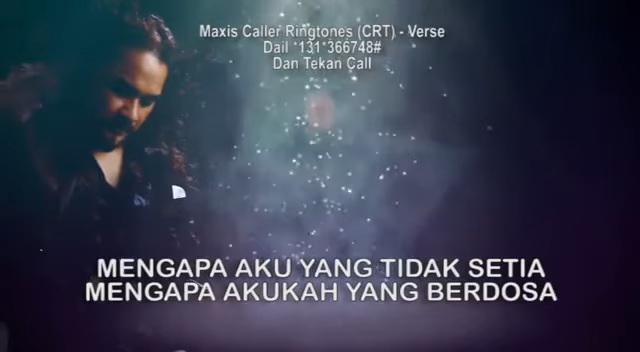 Maxis Caller Ringtones (CRT) - Verse
Dail *131*366748#
Dan Tekan Call
MENGAPA AKU YANG TIDAK SETIA
MENGAPA AKUKAH YANG BERDOSA